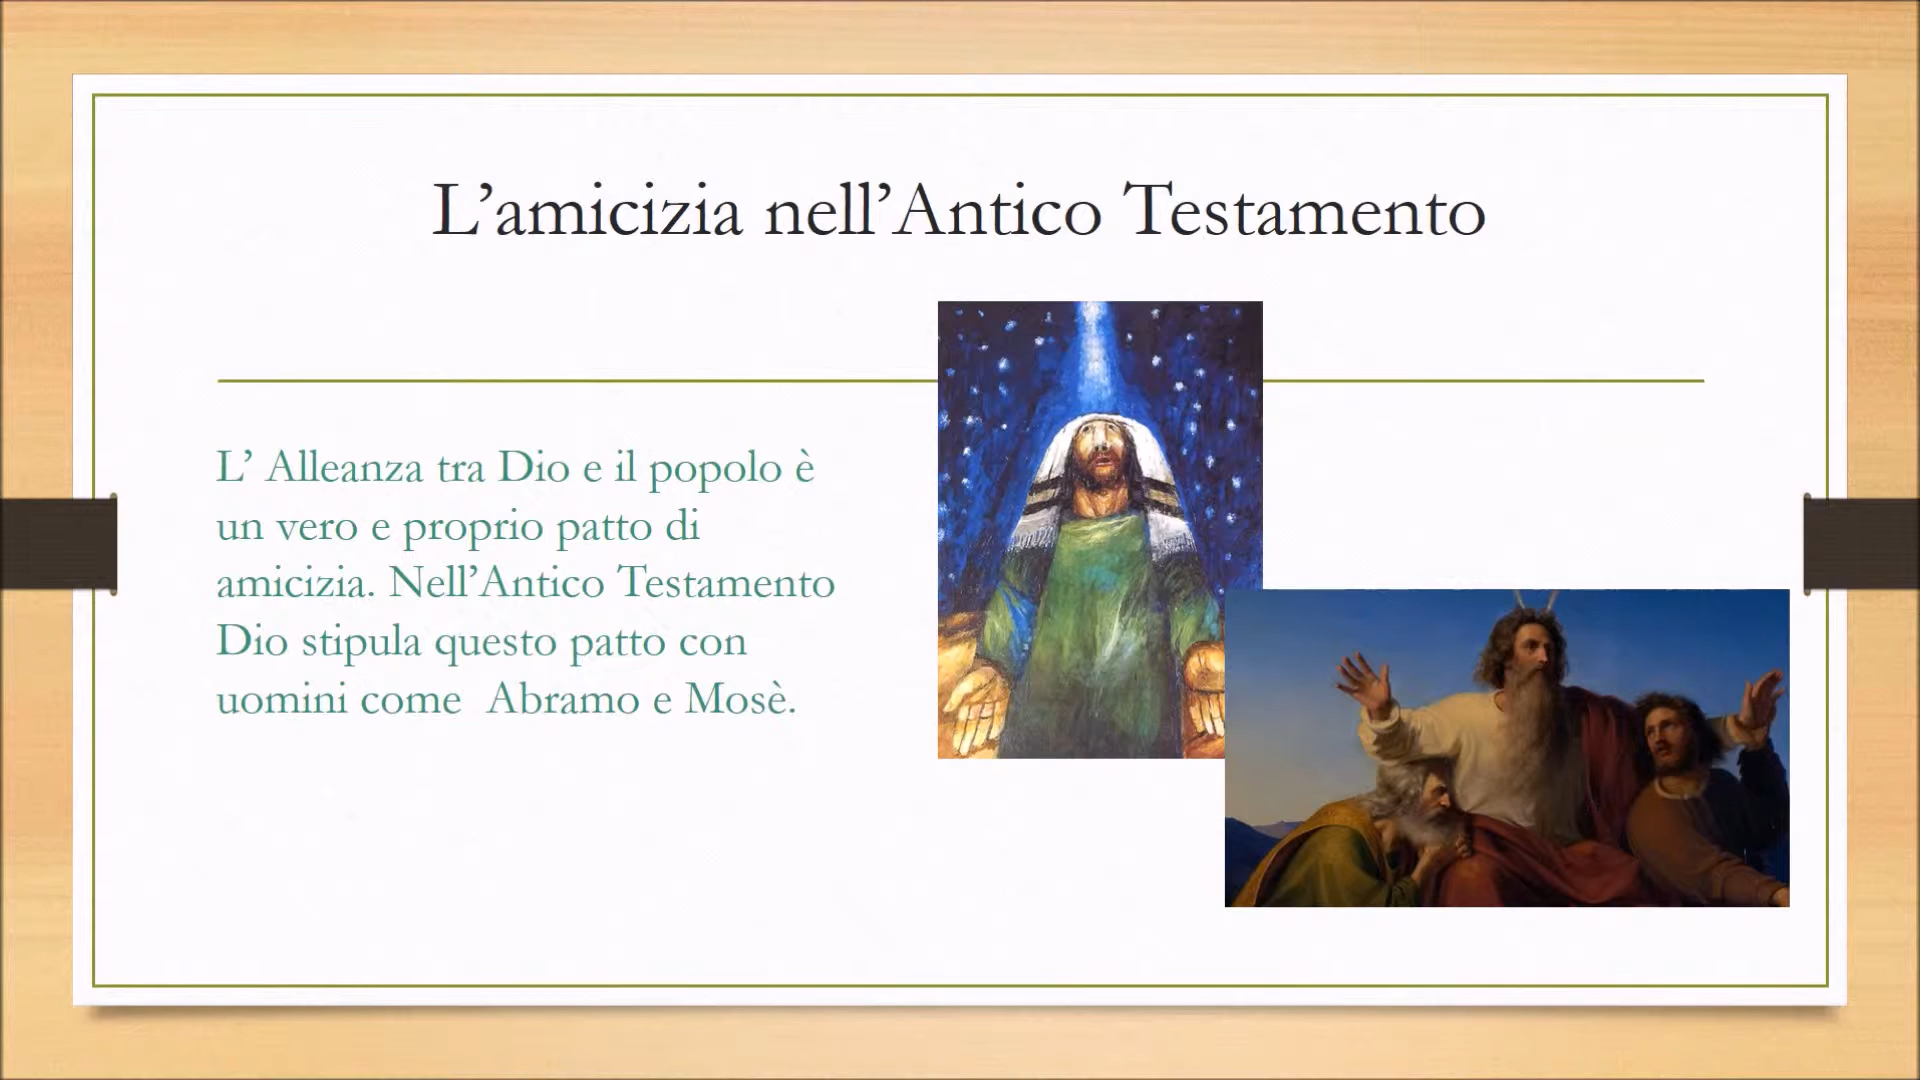 L’amicizia nell’Antico Testamento
L’ Alleanza tra Dio e il popolo è
un vero e proprio patto di
amicizia. Nell’Antico Testamento
Dio stipula questo patto con
uomini come  Abramo e Mosè.